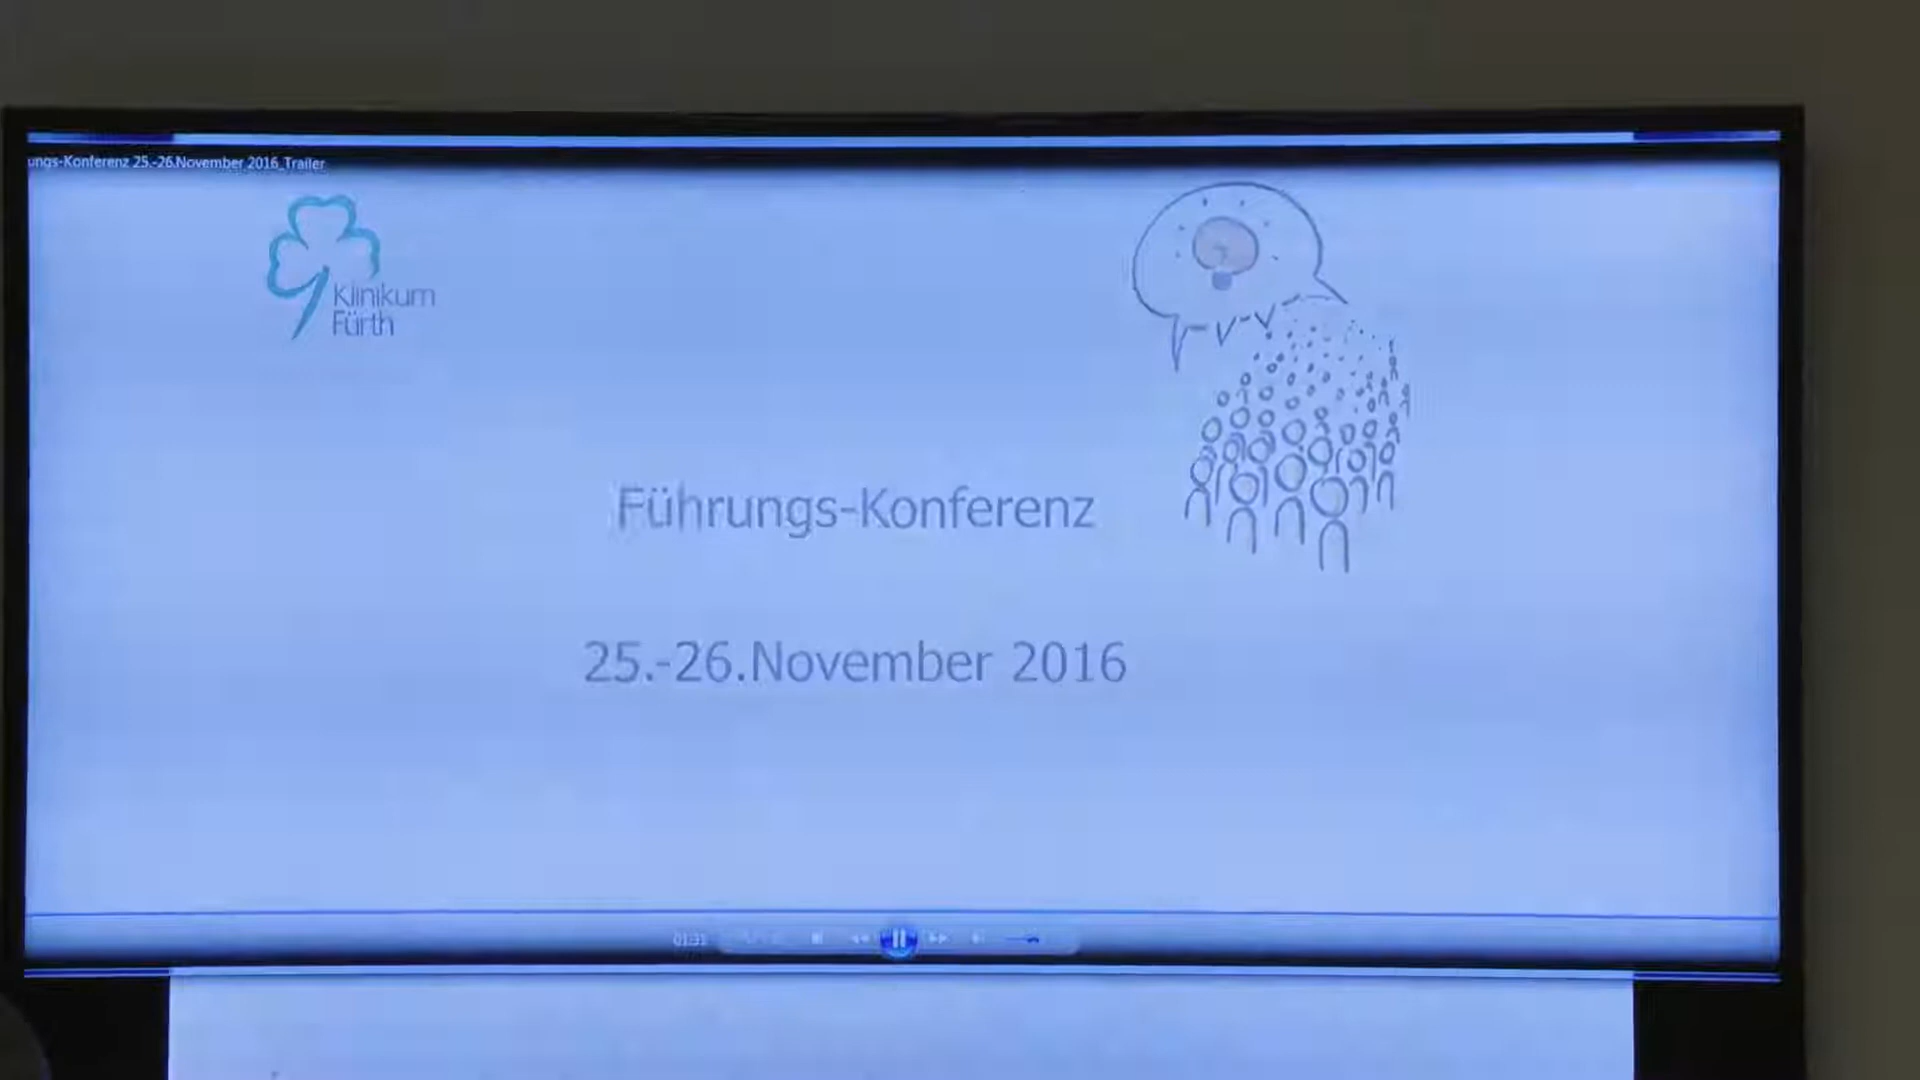 ungs-Konferenz 25.-26.November 2016_Trailer
Klinikum
Fürth
Führungs-Konferenz
25.-26.November 2016